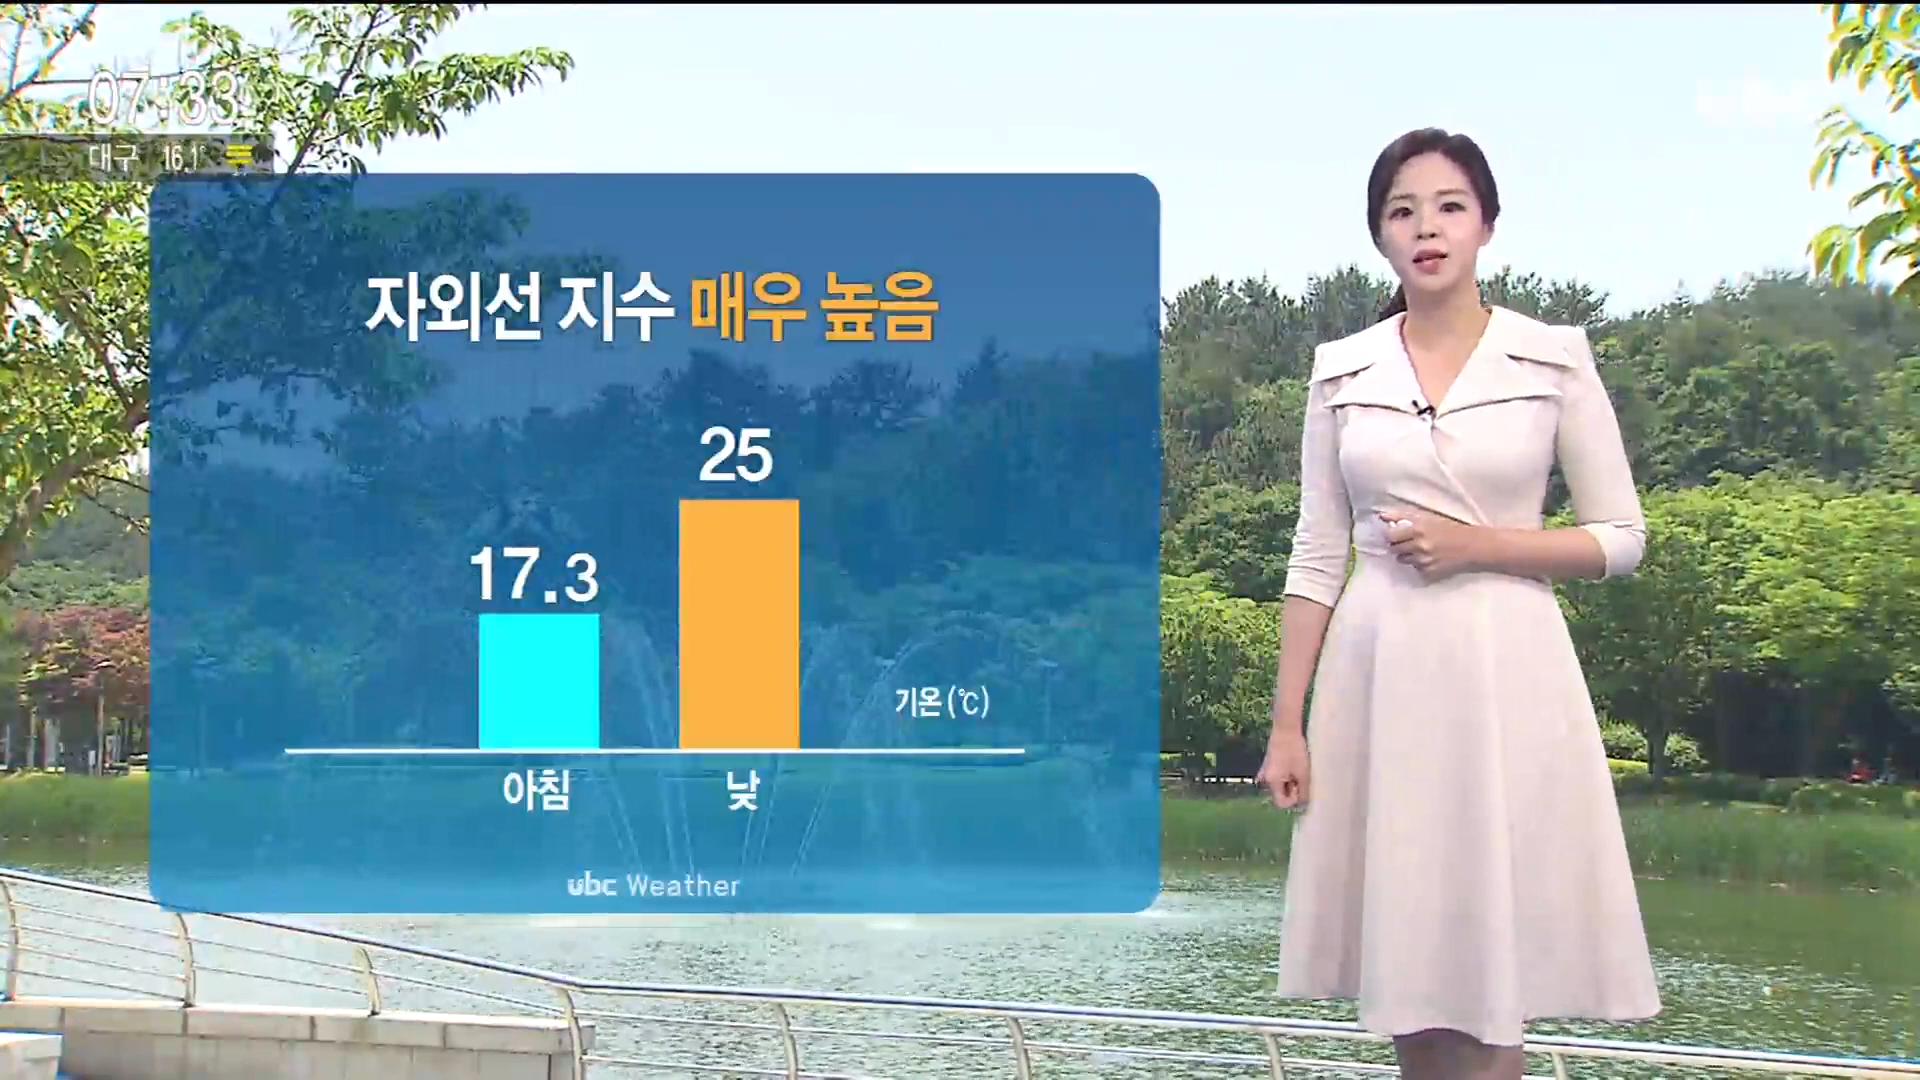 07:33
대구 16.1°
자외선 지수 매우 높음
25
17.3
기온(℃)
아침 낮
ubc Weather
ubc